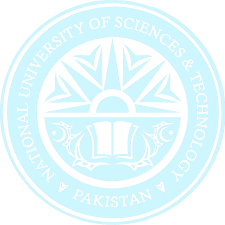 NATIONAL UNIVERSITY OF SCIENCES & TECHNOLOGY
PAKISTAN